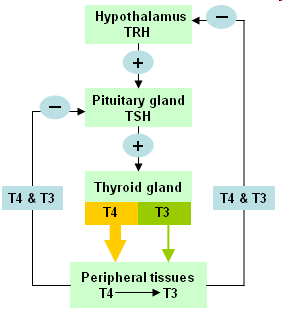 Hypothalamus
TRH
−
+
−
Pituitary gland
TSH
+
Thyroid gland
T4 T3
T4 & T3
T4 & T3
Peripheral tissues
T4 T3